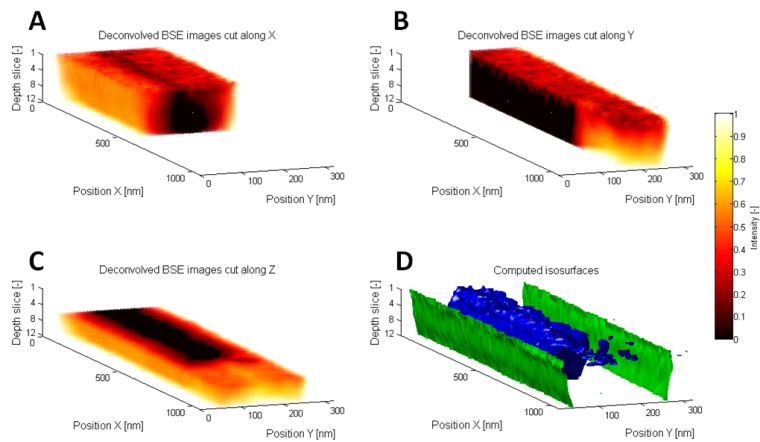 A
Deconvolved BSE images cut along X
Depth slice [-]
1
4
8
12
0
500
1000
Position X [nm]
0
100
200
300
Position Y [nm]
B
Deconvolved BSE images cut along Y
Depth slice [-]
1
4
8
12
0
500
1000
Position X [nm]
0
100
200
300
Position Y [nm]
1
0.9
0.8
0.7
0.6
0.5
0.4
0.3
0.2
0.1
0
Intensity [-]
C
Deconvolved BSE images cut along Z
Depth slice [-]
1
4
8
12
0
500
1000
Position X [nm]
0
100
200
300
Position Y [nm]
D
Computed isosurfaces
Depth slice [-]
1
4
8
12
0
500
1000
Position X [nm]
0
100
200
300
Position Y [nm]